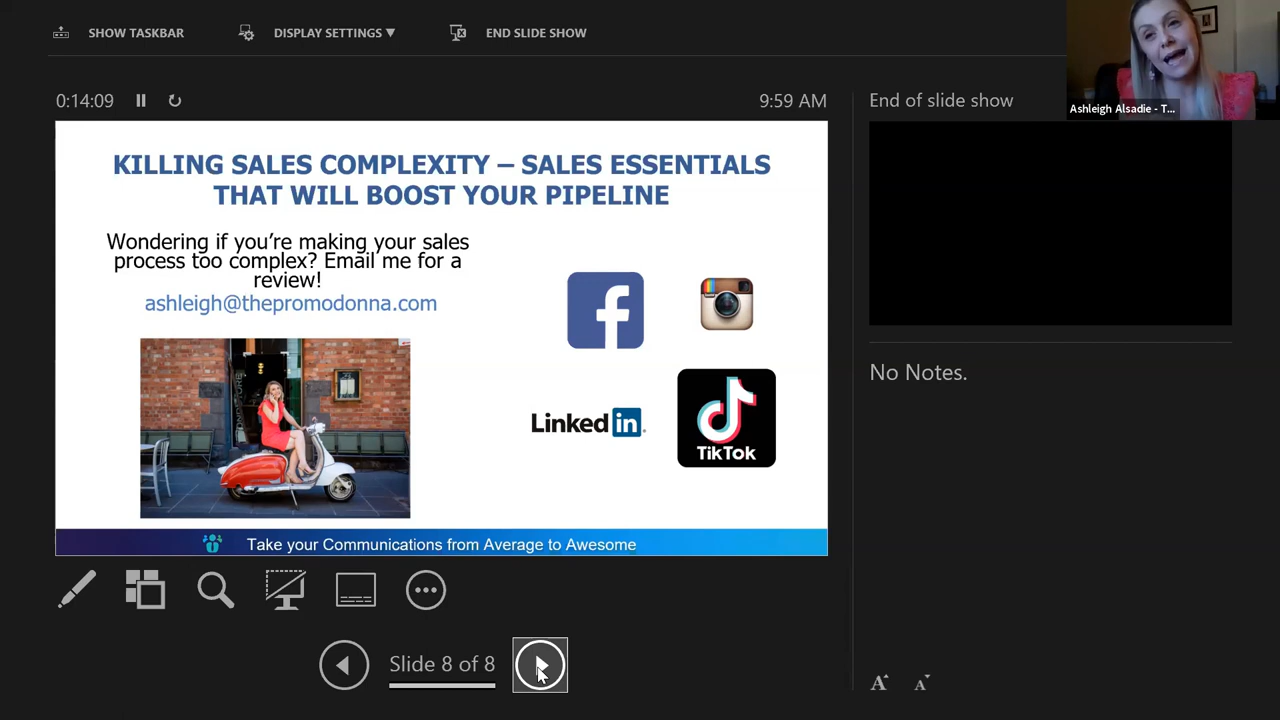 SHOW TASKBAR
DISPLAY SETTINGS ▼
END SLIDE SHOW
0:14:09
9:59 AM
End of slide show
Ashleigh Alsadie - T...
KILLING SALES COMPLEXITY – SALES ESSENTIALS
THAT WILL BOOST YOUR PIPELINE
Wondering if you're making your sales
process too complex? Email me for a
review!
ashleigh@thepromodonna.com
LinkedIn
TikTok
Take your Communications from Average to Awesome
No Notes.
Slide 8 of 8
A A